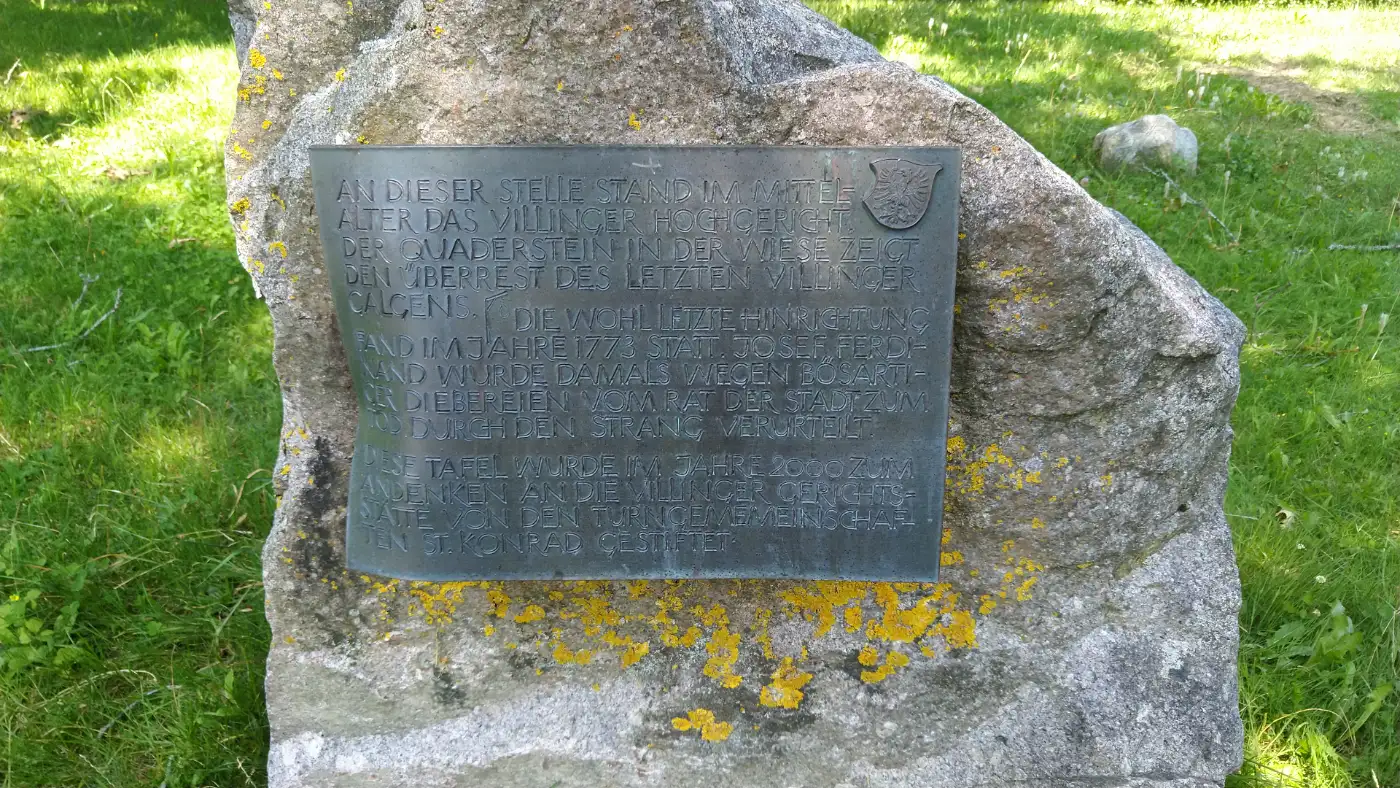 AN DIESER STELLE STAND IM MITTEL-
ALTER DAS VILLINGER HOCHGERICHT.
DER QUADERSTEIN IN DER WIESE ZEIGT
DEN ÜBERREST DES LETZTEN VILLINGER
GALGENS. DIE WOHL LETZTE HINRICHTUNG
FAND IM JAHRE 1773 STATT. JOSEF FERDI-
NAND WURDE DAMALS WEGEN BÖSARTI-
GER DIEBEREIEN VOM RAT DER STADT ZUM
TOD DURCH DEN STRANG VERURTEILT.
DIESE TAFEL WURDE IM JAHRE 2000 ZUM
ANDENKEN AN DIE VILLINGER GERICHTS-
STÄTTE VON DEN TURNGEMEMEINSCHAF-
TEN ST. KONRAD GESTIFTET.